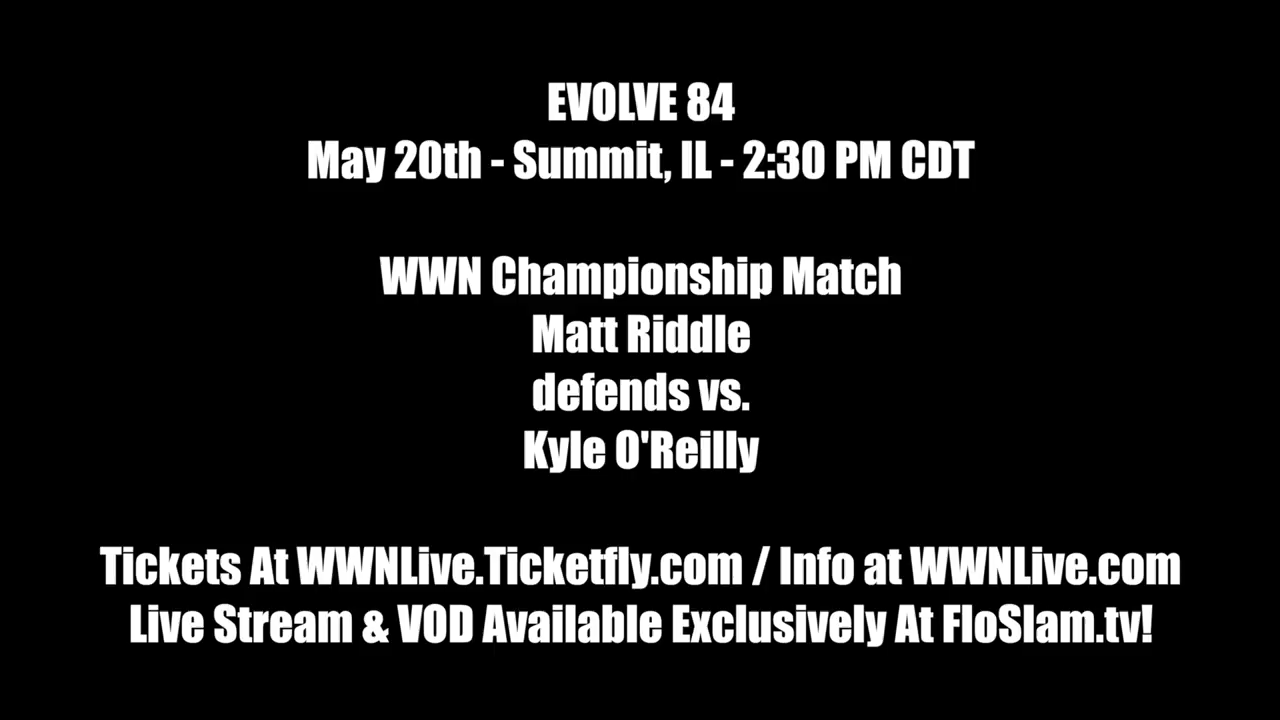 EVOLVE 84
May 20th - Summit, IL - 2:30 PM CDT
WWN Championship Match
Matt Riddle
defends vs.
Kyle O'Reilly
Tickets At WWNLive.Ticketfly.com / Info at WWNLive.com
Live Stream & VOD Available Exclusively At FloSlam.tv!